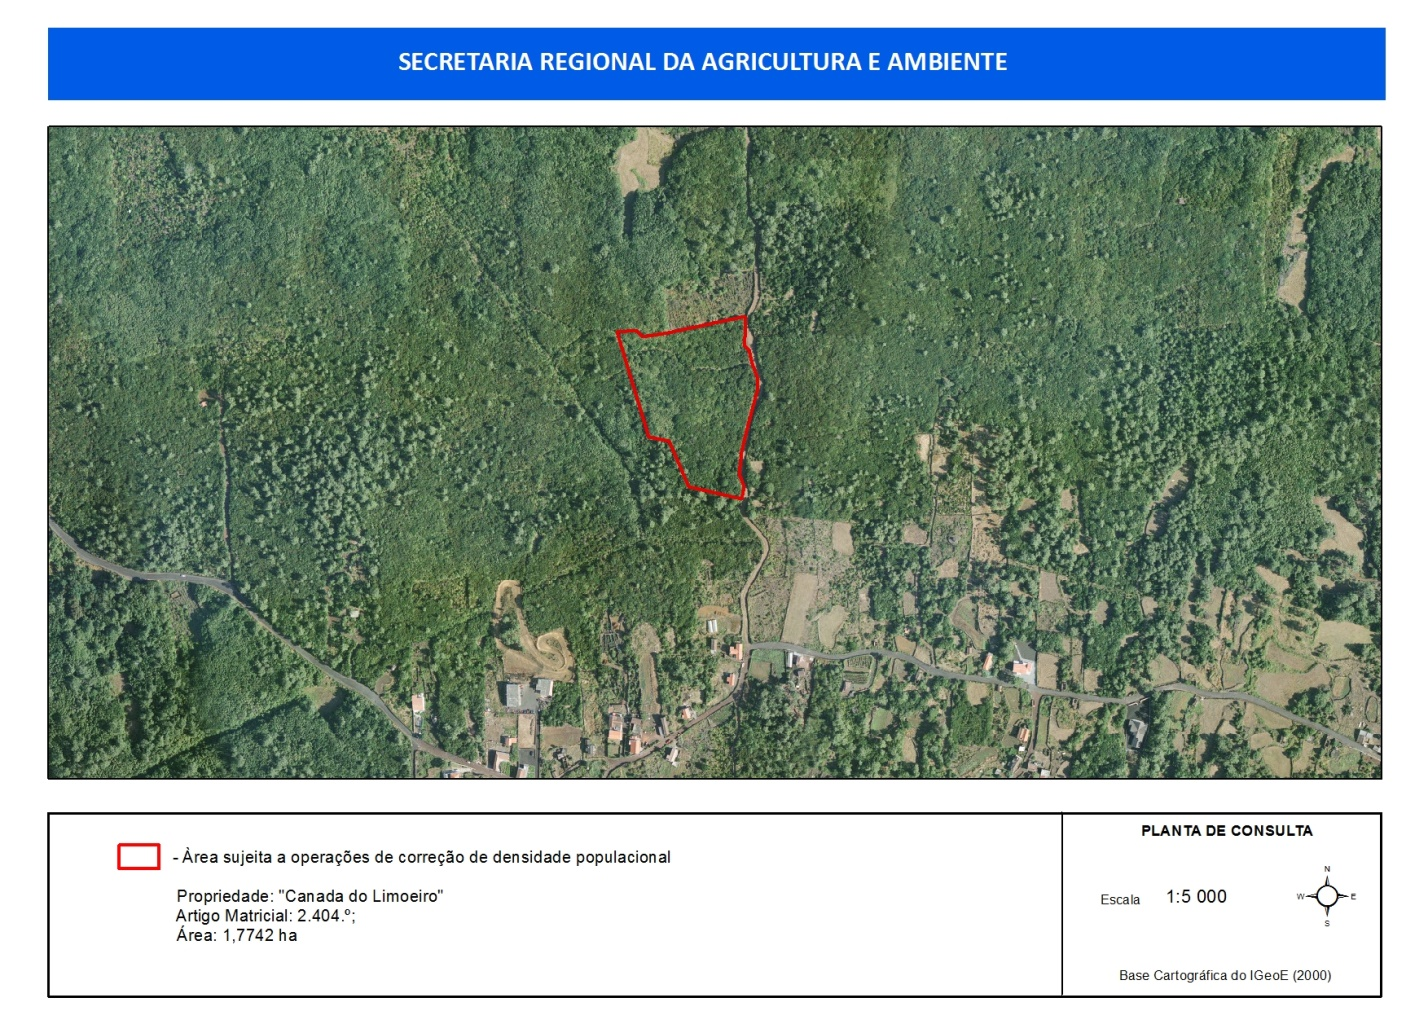 SECRETARIA REGIONAL DA AGRICULTURA E AMBIENTE
- Àrea sujeita a operações de correção de densidade populacional
Propriedade: "Canada do Limoeiro"
Artigo Matricial: 2.404.º;
Área: 1,7742 ha
PLANTA DE CONSULTA
N
W
E
S
Escala 1:5 000
Base Cartográfica do IGeoE (2000)